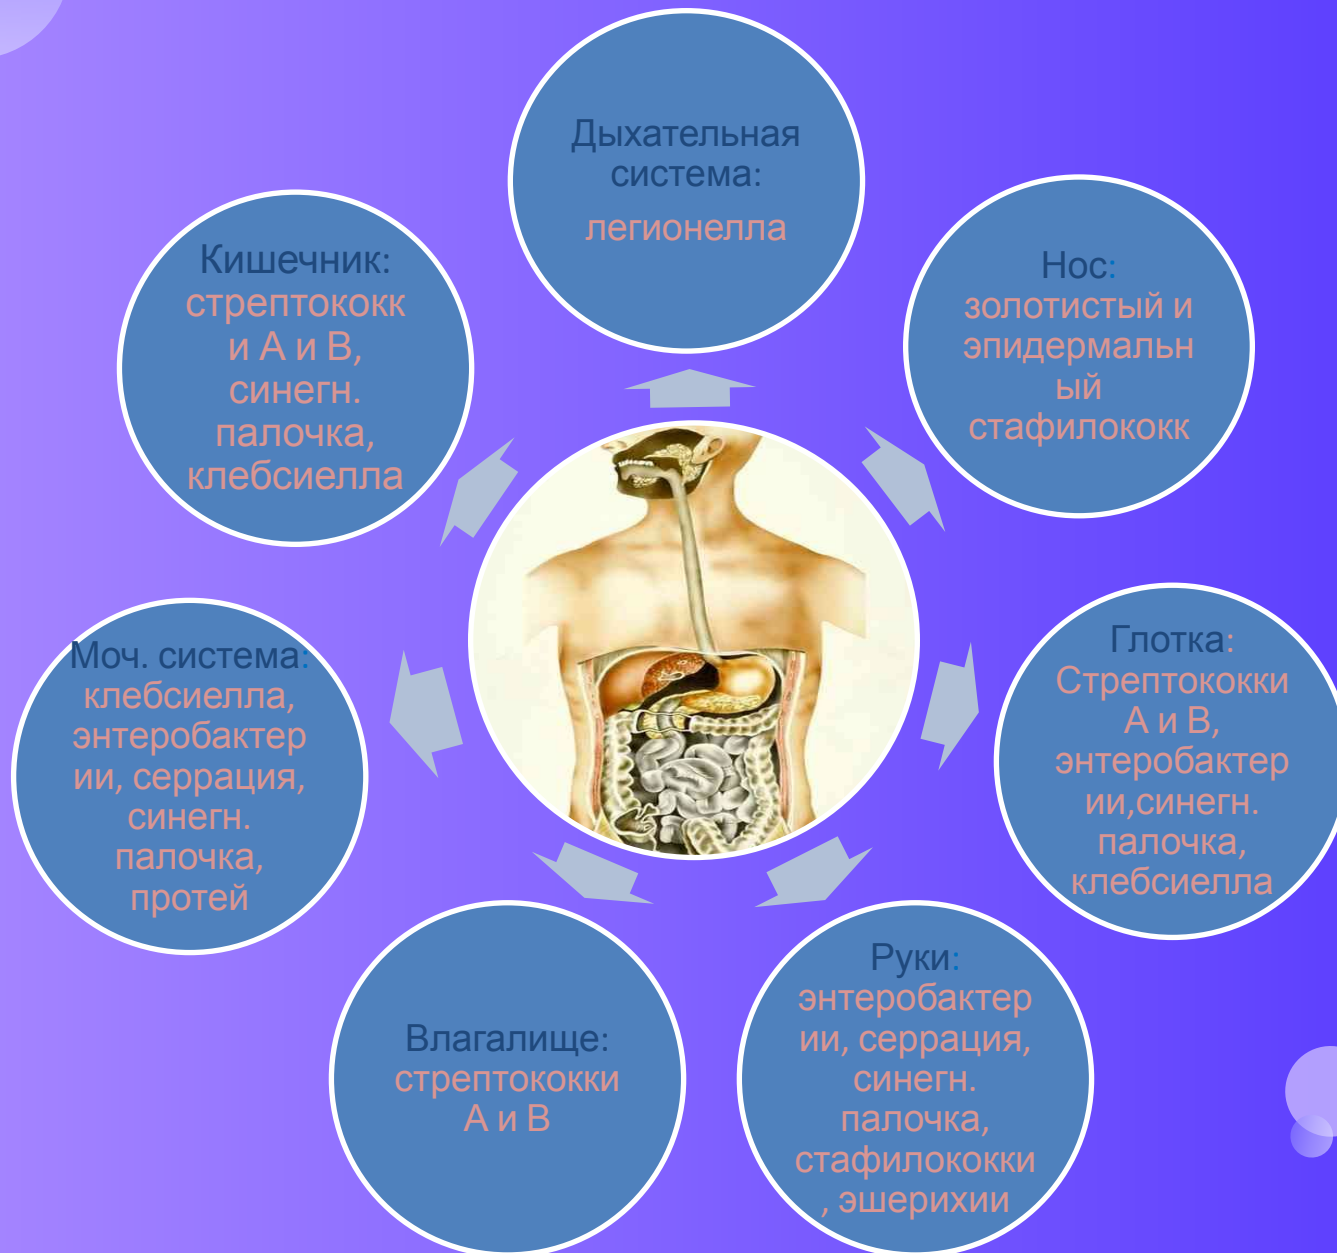 Дыхательная
система:
легионелла
Нос:
золотистый и
эпидермальн
ый
стафилококк
Глотка:
Стрептококки
А и В,
энтеробактер
ии,синегн.
палочка,
клебсиелла
Руки:
энтеробактер
ии, серрация,
синегн.
палочка,
стафилококки
, эшерихии
Влагалище:
стрептококки
А и В
Моч. система:
клебсиелла,
энтеробактер
ии, серрация,
синегн.
палочка,
протей
Кишечник:
стрептококк
и А и В,
синегн.
палочка,
клебсиелла